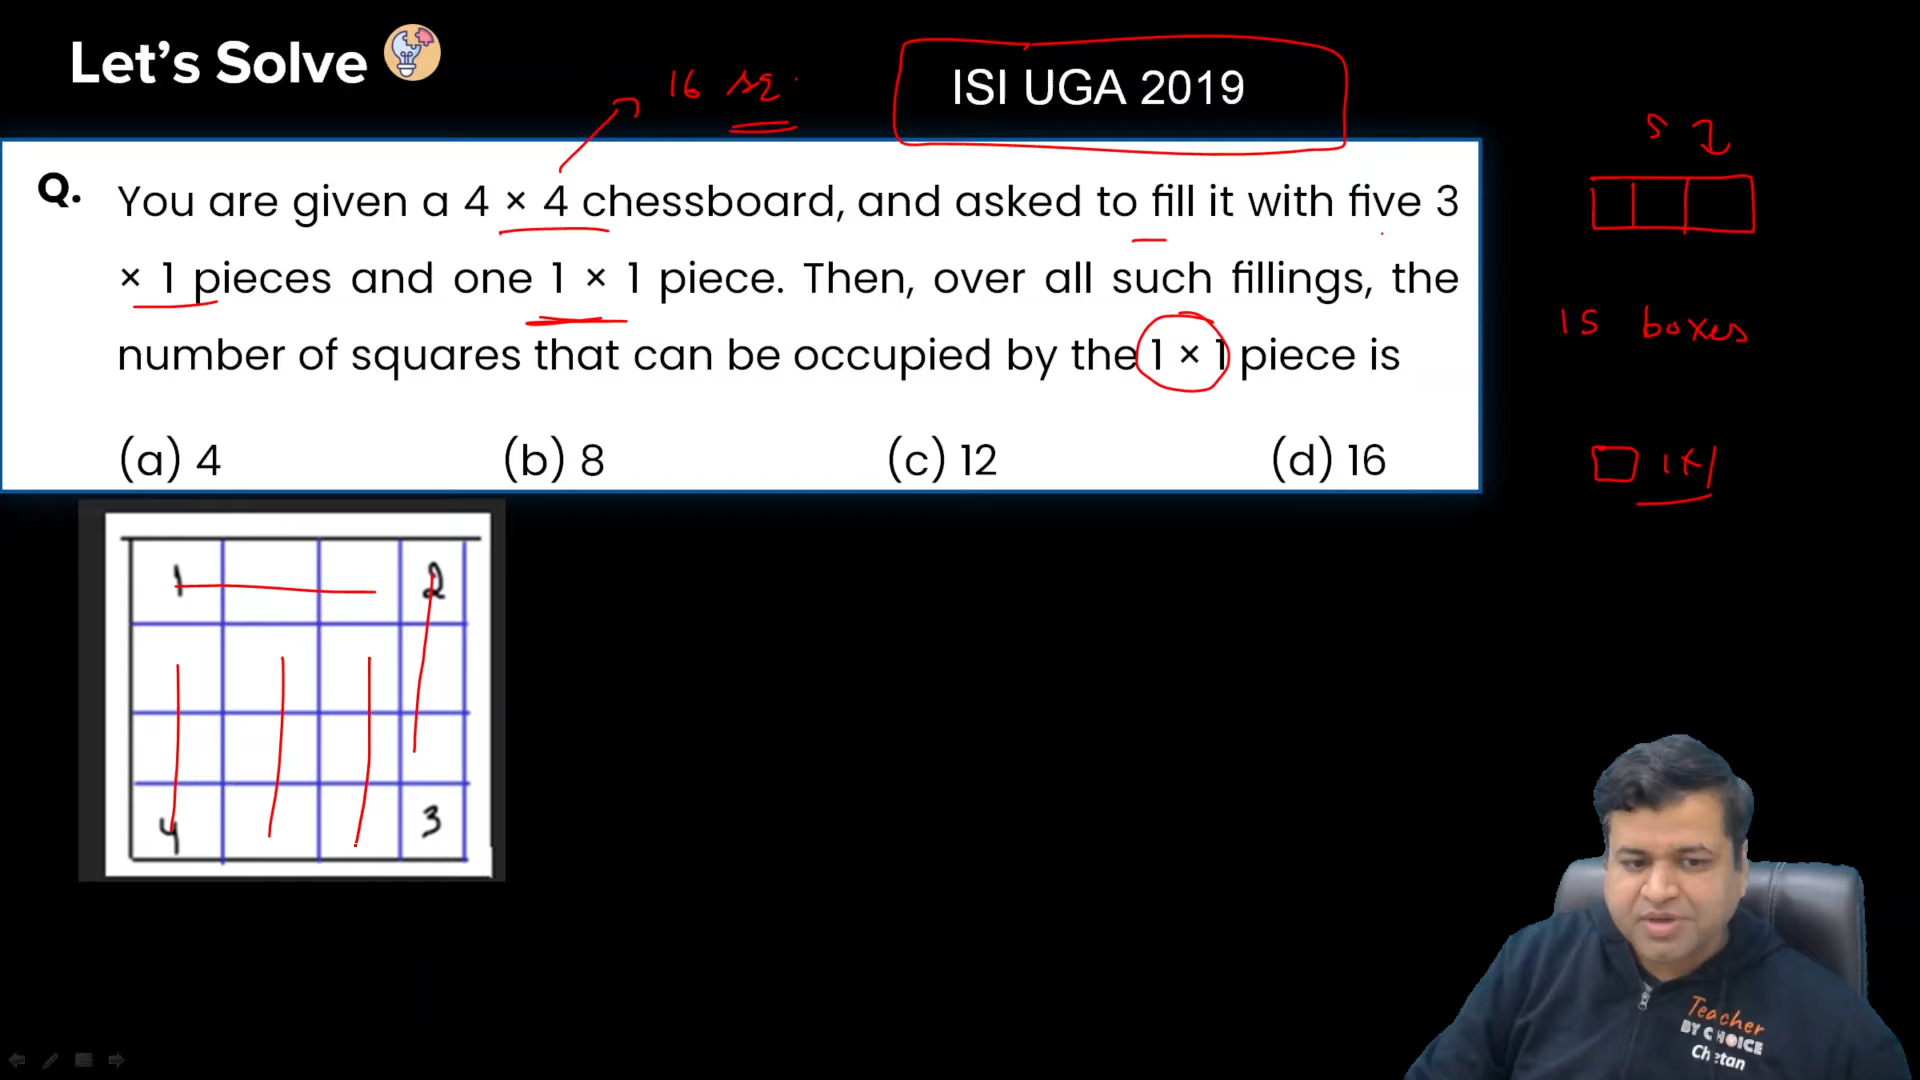 Let's Solve
16 sq.
ISI UGA 2019
5
Q. You are given a 4 × 4 chessboard, and asked to fill it with five 3
× 1 pieces and one 1 × 1 piece. Then, over all such fillings, the
number of squares that can be occupied by the 1 × 1 piece is
15 boxes
(a) 4 (b) 8 (c) 12 (d) 16
1×1
1 2
4 3
Teacher
BY CHOICE
Chetan